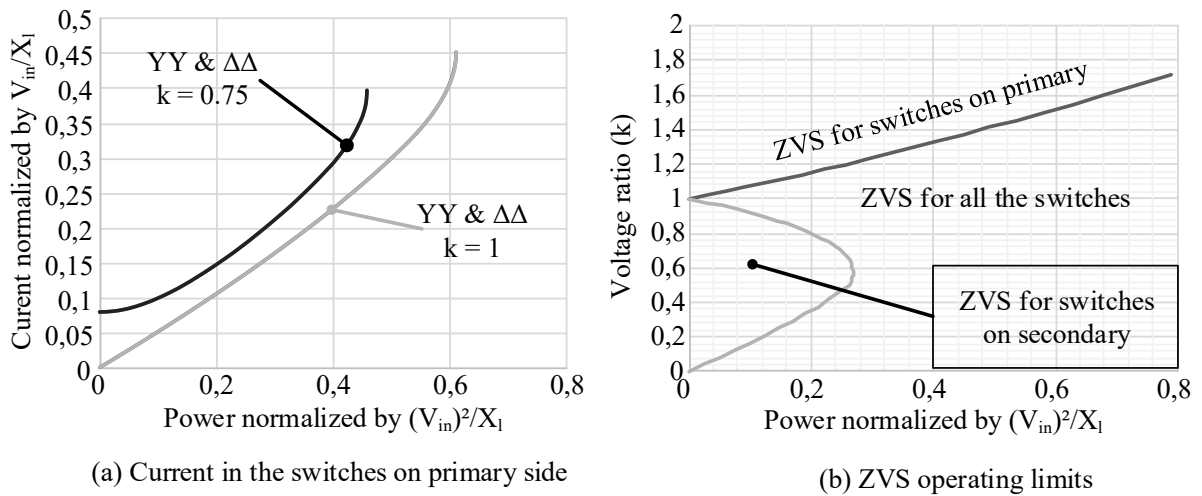 Curent normalized by Vin/Xl
0,5
0,45
0,4
0,35
0,3
0,25
0,2
0,15
0,1
0,05
0
YY & ΔΔ
k = 0.75
YY & ΔΔ
k = 1
0 0,2 0,4 0,6 0,8
Power normalized by (Vin)²/Xl
(a) Current in the switches on primary side
Voltage ratio (k)
2
1,8
1,6
1,4
1,2
1
0,8
0,6
0,4
0,2
0
ZVS for switches on primary
ZVS for all the switches
ZVS for switches
on secondary
0 0,2 0,4 0,6 0,8
Power normalized by (Vin)²/Xl
(b) ZVS operating limits